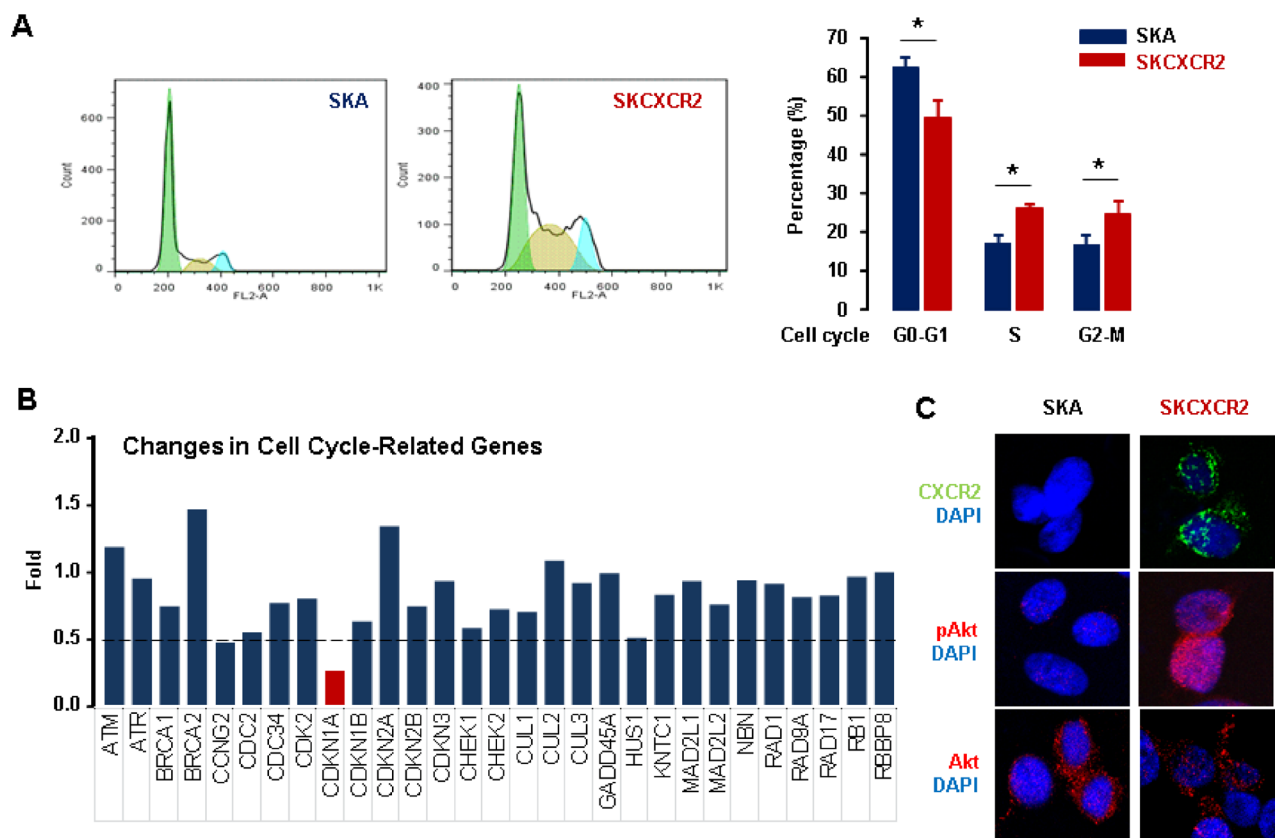 A
SKA
Count
600
400
200
0
0 200 400 600 800 1K
FL2-A
SKCXCR2
Count
400
300
200
100
0
0 200 400 600 800 1K
FL2-A
SKA
SKCXCR2
Percentage (%)
70
60
50
40
30
20
10
0
*
*
*
Cell cycle G0-G1 S G2-M
B
Changes in Cell Cycle-Related Genes
Fold
2.0
1.5
1.0
0.5
0.0
ATM
ATR
BRCA1
BRCA2
CCNG2
CDC2
CDC34
CDK2
CDKN1A
CDKN1B
CDKN2A
CDKN2B
CDKN3
CHEK1
CHEK2
CUL1
CUL2
CUL3
GADD45A
HUS1
KNTC1
MAD2L1
MAD2L2
NBN
RAD1
RAD9A
RAD17
RB1
RBBP8
C
SKA SKCXCR2
CXCR2
DAPI
pAkt
DAPI
Akt
DAPI